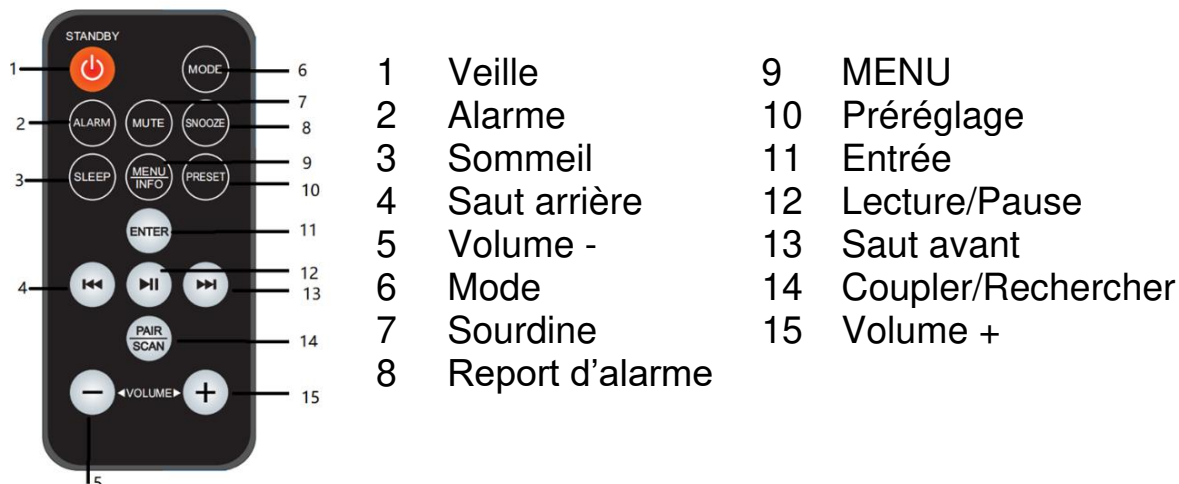 STANDBY
1 MODE 6
7
2 ALARM MUTE SNOOZE 8
9
3 SLEEP MENU INFO PRESET 10
ENTER 11
12
4 13
PAIR SCAN 14
− ◀VOLUME▶ + 15
5
1 Veille
2 Alarme
3 Sommeil
4 Saut arrière
5 Volume -
6 Mode
7 Sourdine
8 Report d’alarme
9 MENU
10 Préréglage
11 Entrée
12 Lecture/Pause
13 Saut avant
14 Coupler/Rechercher
15 Volume +